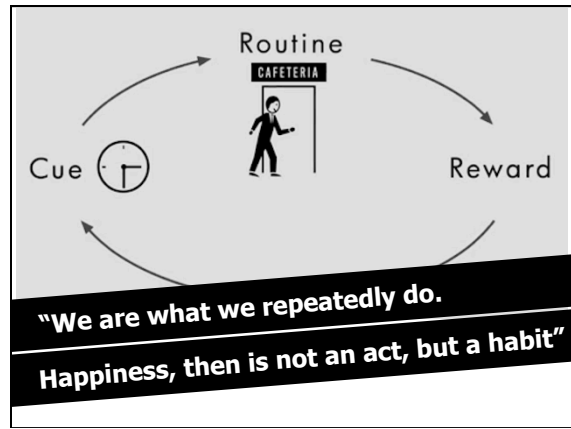 Routine
CAFETERIA
Cue
Reward
“We are what we repeatedly do.
Happiness, then is not an act, but a habit”